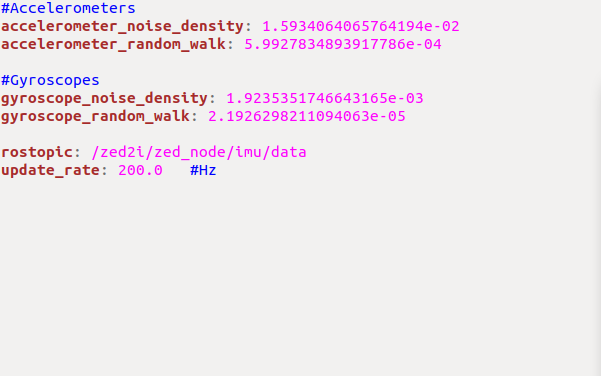 #Accelerometers
accelerometer_noise_density: 1.5934064065764194e-02
accelerometer_random_walk: 5.9927834893917786e-04
#Gyroscopes
gyroscope_noise_density: 1.9235351746643165e-03
gyroscope_random_walk: 2.1926298211094063e-05
rostopic: /zed2i/zed_node/imu/data
update_rate: 200.0   #Hz